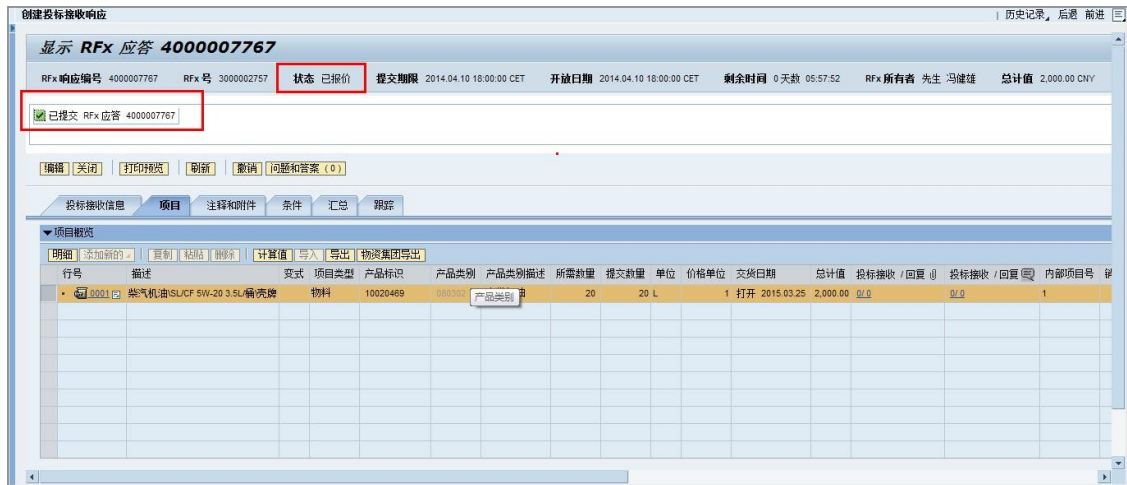 创建投标接收响应
历史记录 后退 前进
显示 RFx 应答 4000007767
RFx 响应编号 4000007767 RFx 号 3000002757 状态 已报价 提交期限 2014.04.10 18:00:00 CET 开放日期 2014.04.10 18:00:00 CET 剩余时间 0 天数 05:57:52 RFx 所有者 先生 冯健雄 总计值 2,000.00 CNY
已提交 RFx 应答 4000007767
编辑 关闭 打印预览 刷新 撤销 问题和答案 (0)
投标接收信息 项目 注释和附件 条件 汇总 跟踪
项目概览
明细 添加新的 复制 粘贴 删除 计算值 导入 导出 物资集团导出
行号 描述 变式 项目类型 产品标识 产品类别 产品类别描述 所需数量 提交数量 单位 价格单位 交货日期 总计值 投标接收 /回复 投标接收 /回复 内部项目号
0001 柴汽机油\SL/CF 5W-20 3.5L/桶\壳牌 物料 10020469 080302 20 20 L 1 打开 2015.03.25 2,000.00 0/ 0 0/ 0 1
产品类别